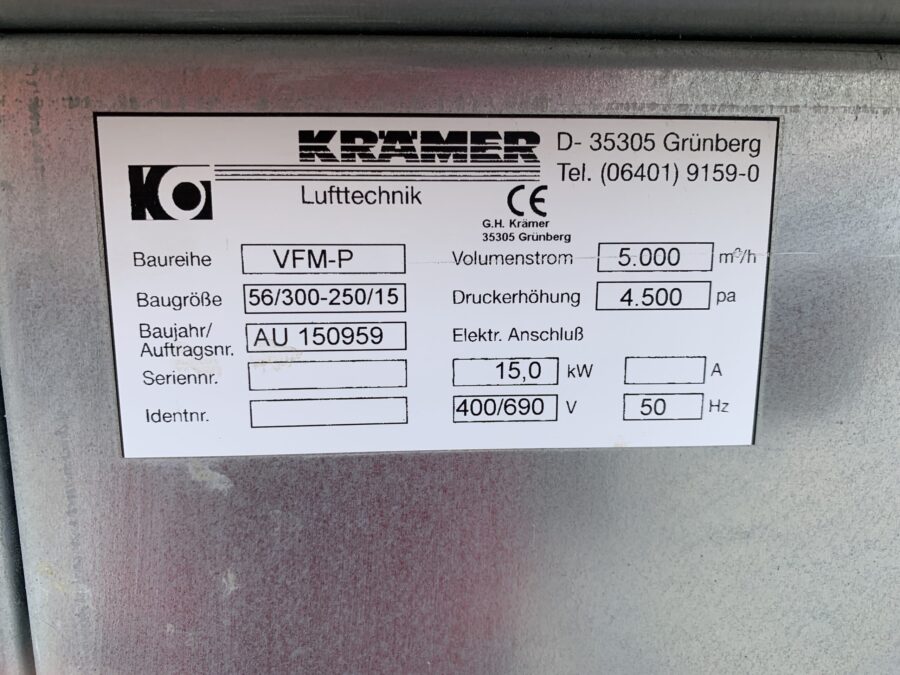 KRÄMER
D- 35305 Grünberg
Tel. (06401) 9159-0
Lufttechnik
CE
G.H. Krämer
35305 Grünberg
Baureihe VFM-P
Baugröße 56/300-250/15
Baujahr/
Auftragsnr. AU 150959
Seriennr.
Identnr.
Volumenstrom 5.000 m³/h
Druckerhöhung 4.500 pa
Elektr. Anschluß
15,0 kW A
400/690 V 50 Hz